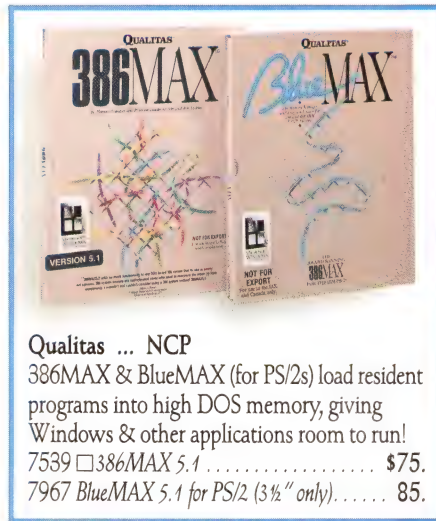 QUALITAS
386MAX
VERSION 5.1
NOT FOR EXPORT
QUALITAS
BlueMAX
NOT FOR
EXPORT
386MAX
Qualitas ... NCP
386MAX & BlueMAX (for PS/2s) load resident
programs into high DOS memory, giving
Windows & other applications room to run!
7539 □ 386MAX 5.1 .................. $75.
7967 BlueMAX 5.1 for PS/2 (3½" only)...... 85.